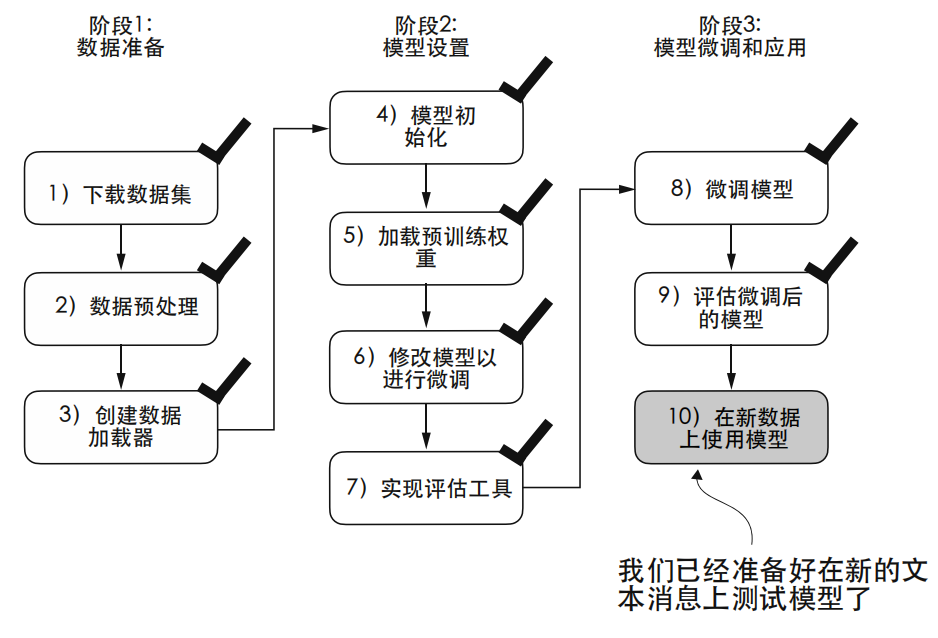 阶段1:
数据准备
1）下载数据集
2）数据预处理
3）创建数据
加载器
阶段2:
模型设置
4）模型初
始化
5）加载预训练权
重
6）修改模型以
进行微调
7）实现评估工具
阶段3:
模型微调和应用
8）微调模型
9）评估微调后
的模型
10）在新数据
上使用模型
我们已经准备好在新的文
本消息上测试模型了